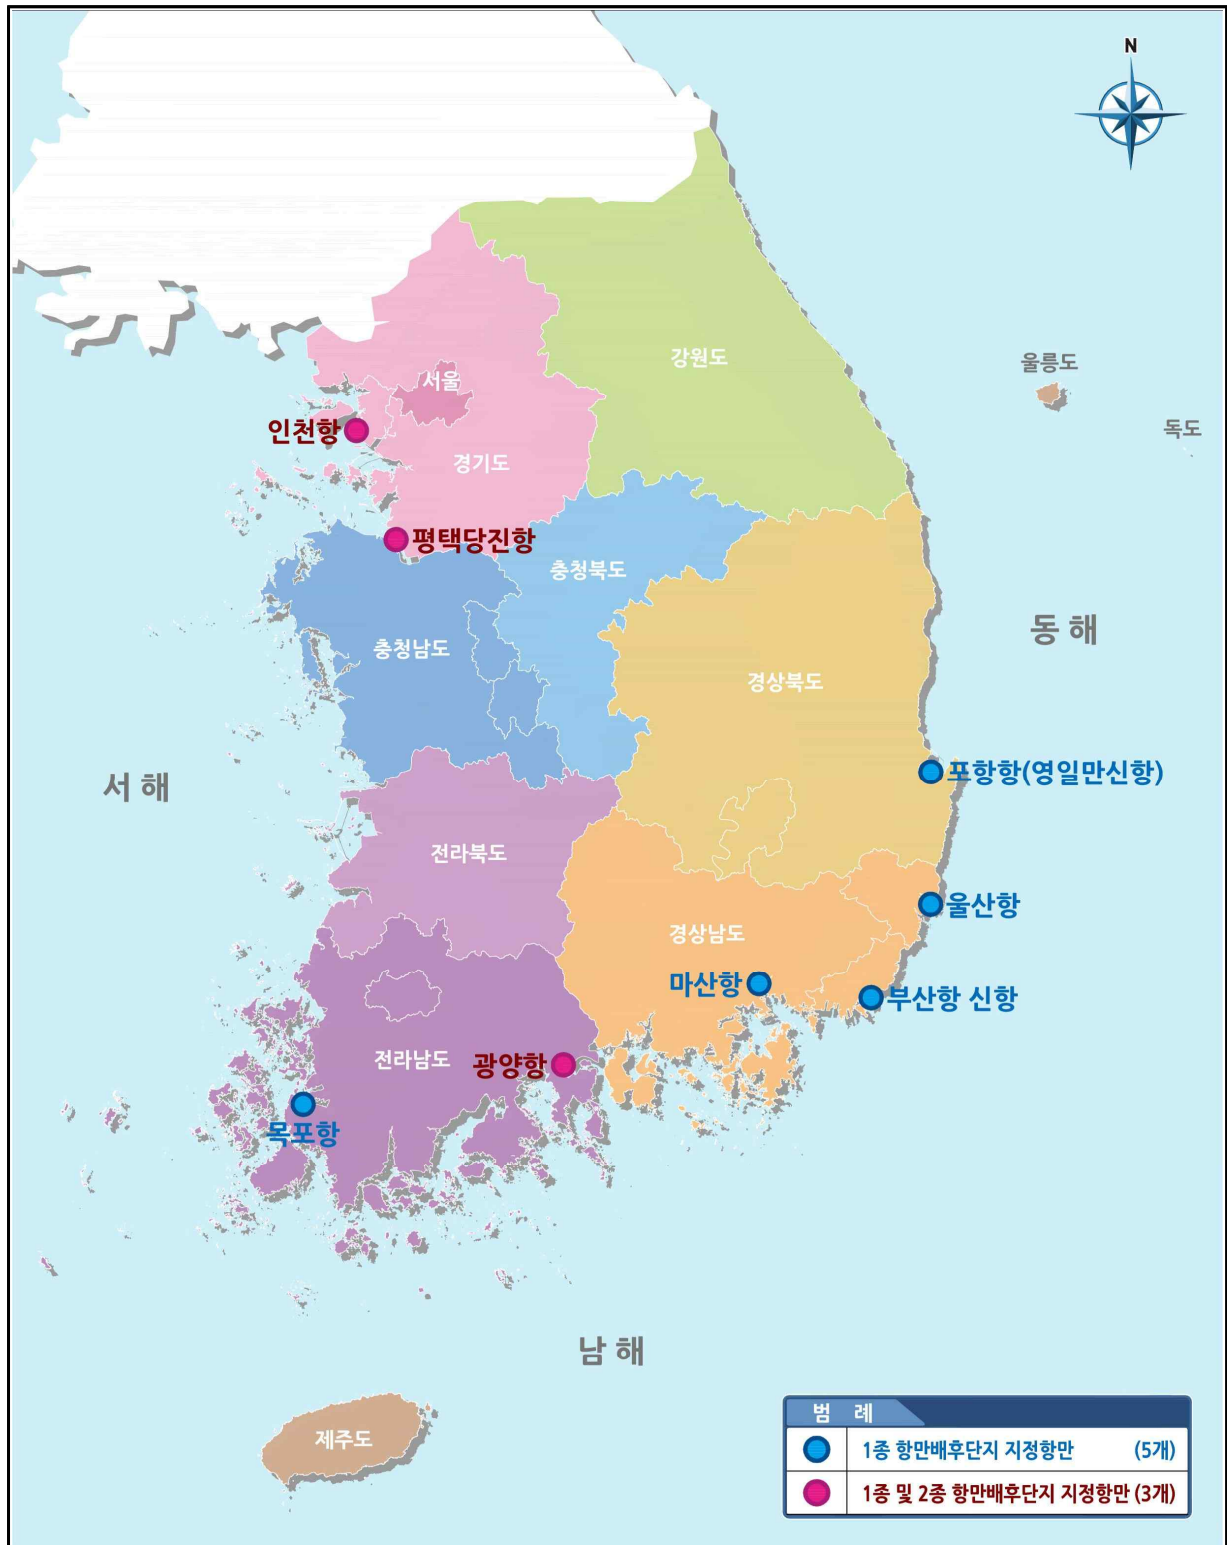 N
강원도
울릉도
서울
독도
인천항
경기도
평택당진항
충청북도
동 해
충청남도
경상북도
포항항(영일만신항)
서 해
전라북도
울산항
경상남도
마산항
부산항 신항
전라남도
광양항
목포항
남 해
제주도
범 례
1종 항만배후단지 지정항만 (5개)
1종 및 2종 항만배후단지 지정항만 (3개)